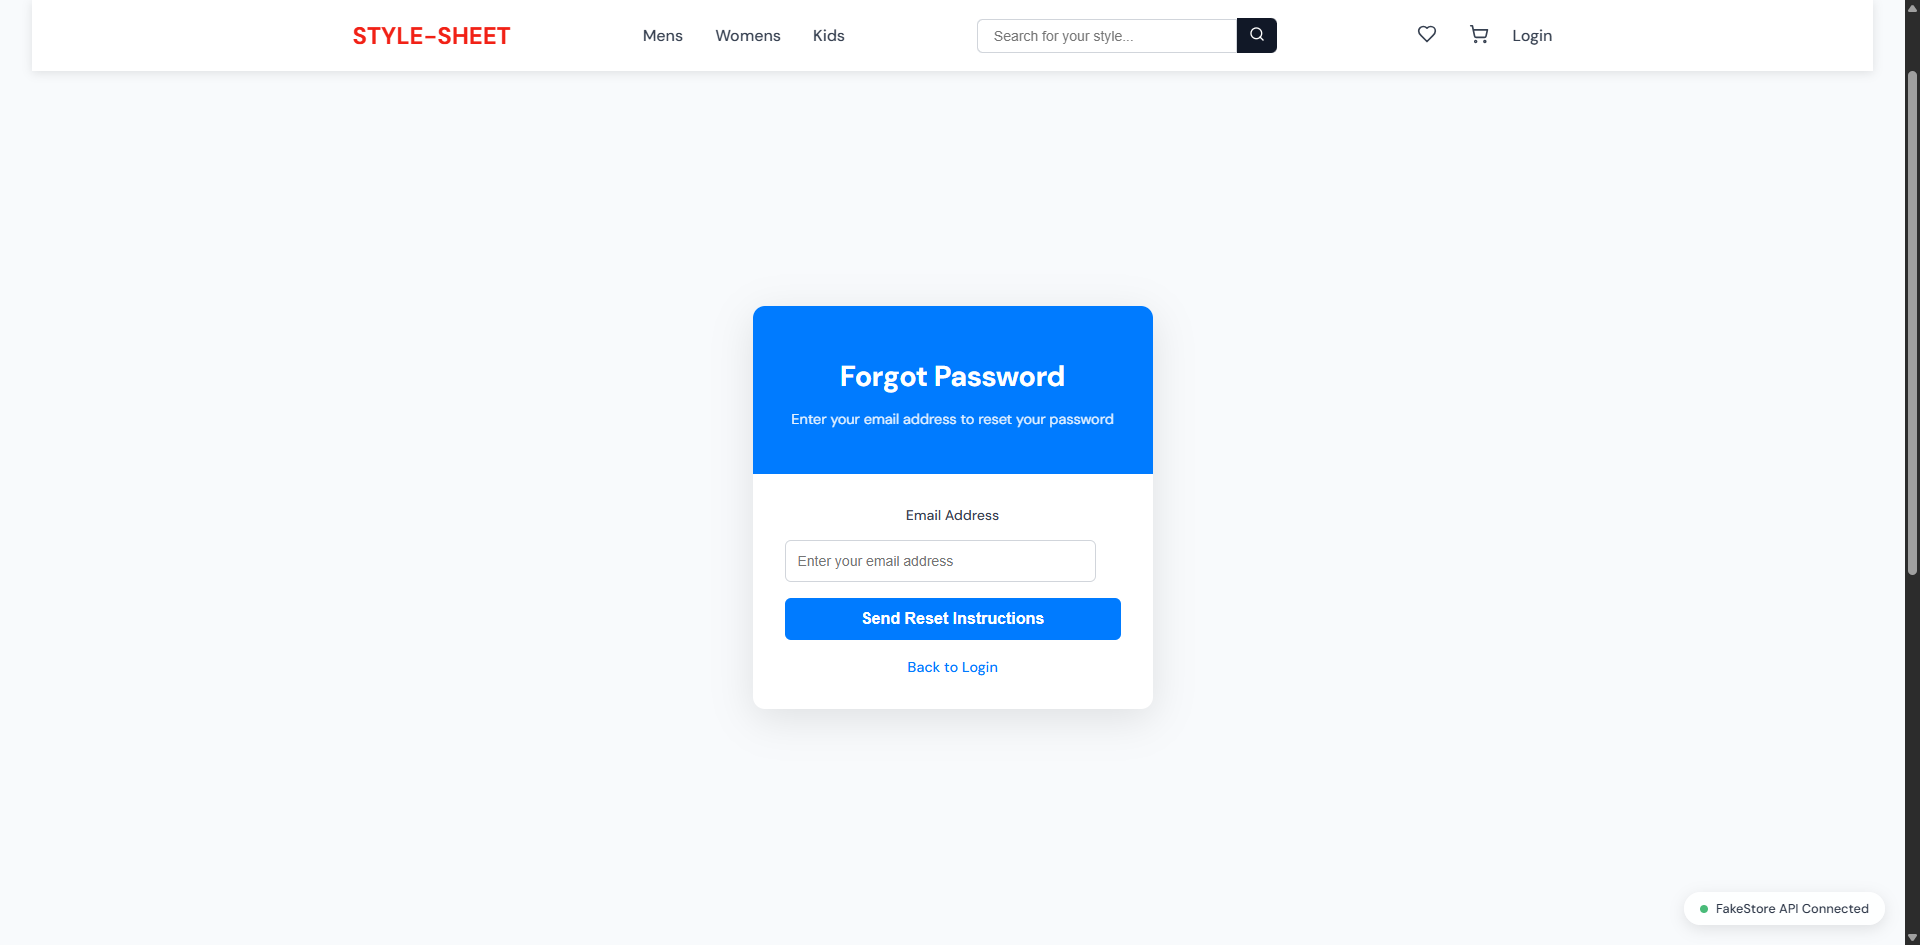 STYLE-SHEET
Mens Womens Kids
Search for your style...
Login
Forgot Password
Enter your email address to reset your password
Email Address
Enter your email address
Send Reset Instructions
Back to Login
FakeStore API Connected